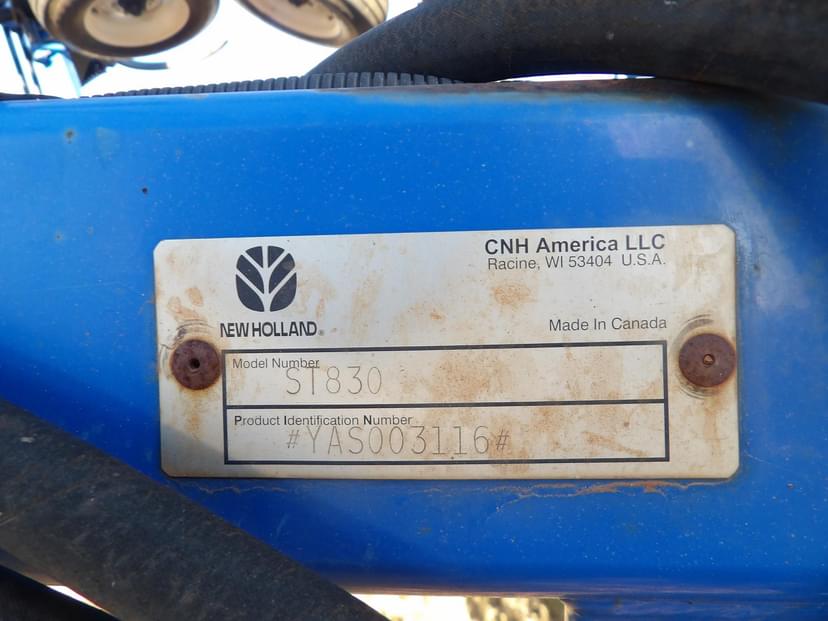 CNH America LLC
Racine, WI 53404 U.S.A.
NEW HOLLAND®
Made In Canada
Model Number
ST830
Product Identification Number
#YAS003116#